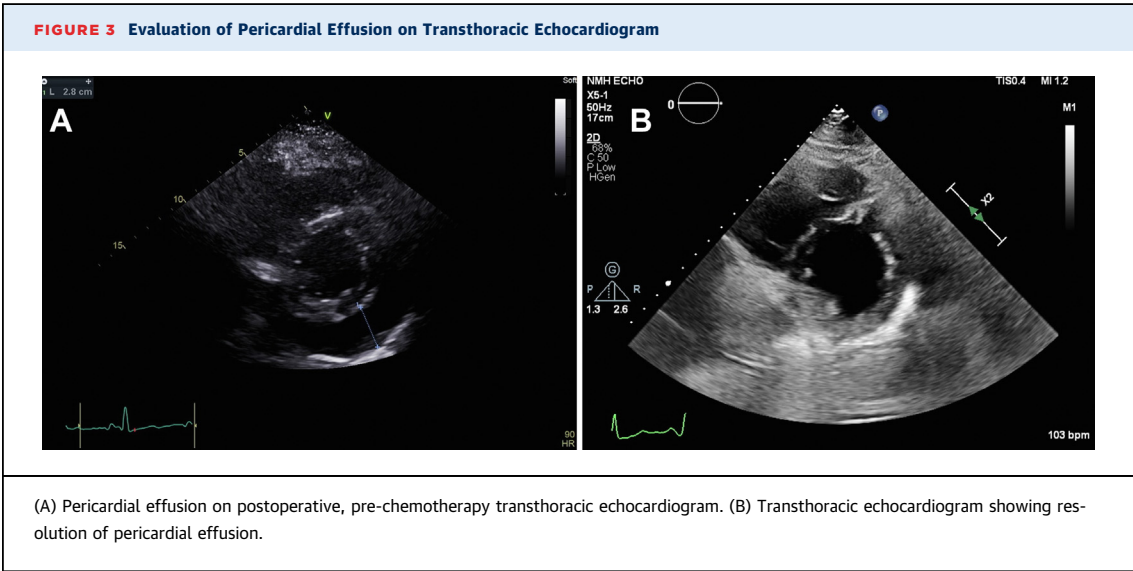 FIGURE 3 Evaluation of Pericardial Effusion on Transthoracic Echocardiogram
L 2.8 cm
A
V
5
10
15
Soft
90
HR
NMH ECHO
X5-1
50Hz
17cm
2D
68%
C 50
P Low
HGen
B
0
P
TIS0.4 MI 1.2
M1
X2
G
P R
1.3 2.6
103 bpm
(A) Pericardial effusion on postoperative, pre-chemotherapy transthoracic echocardiogram. (B) Transthoracic echocardiogram showing res-
olution of pericardial effusion.